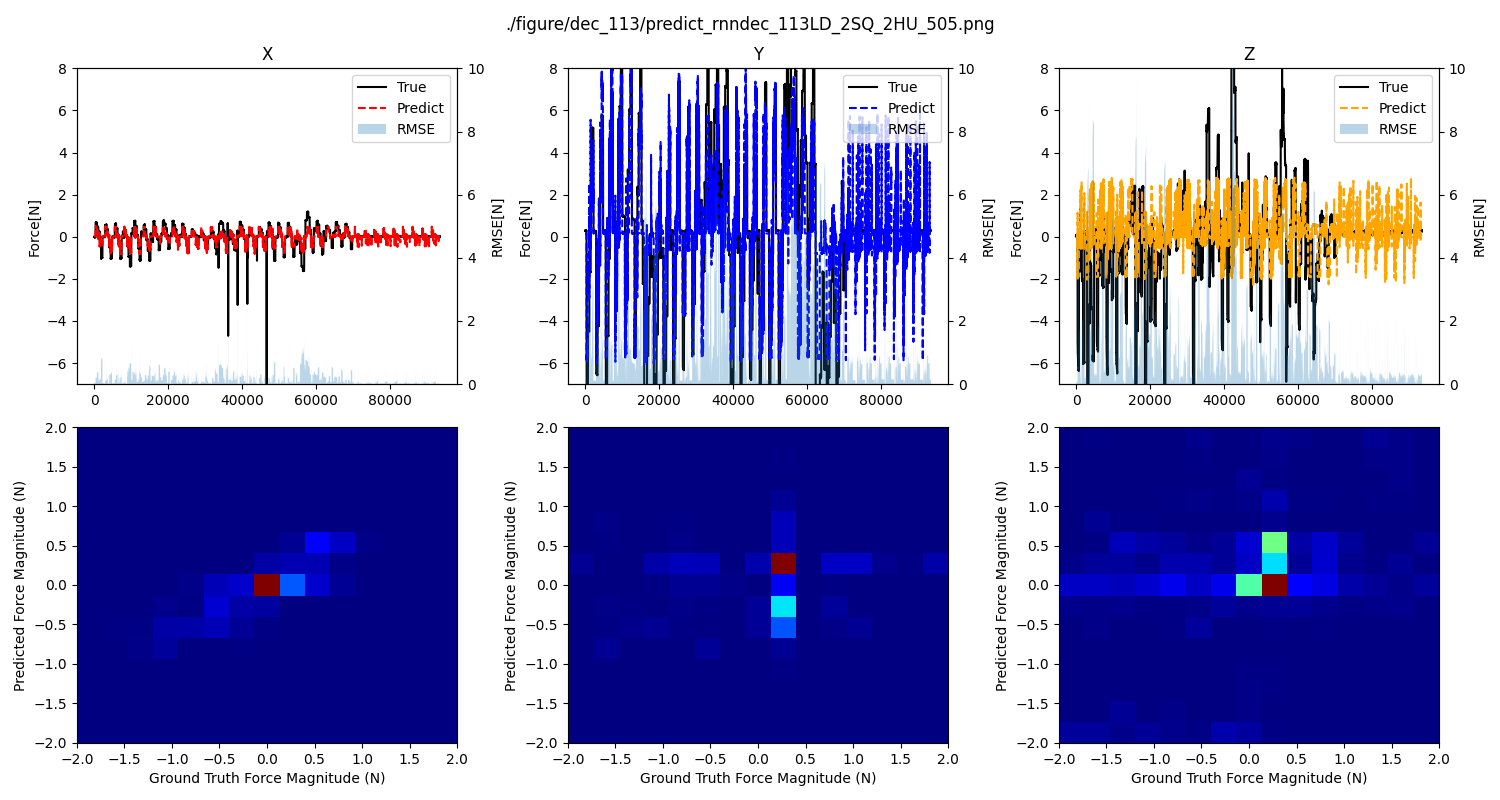 ./figure/dec_113/predict_rnndec_113LD_2SQ_2HU_505.png
X
Force[N]
8
6
4
2
0
−2
−4
−6
True
Predict
RMSE
10
8
6
4
2
0
RMSE[N]
0 20000 40000 60000 80000
Y
Force[N]
8
6
4
2
0
−2
−4
−6
True
Predict
RMSE
10
8
6
4
2
0
RMSE[N]
0 20000 40000 60000 80000
Z
Force[N]
8
6
4
2
0
−2
−4
−6
True
Predict
RMSE
10
8
6
4
2
0
RMSE[N]
0 20000 40000 60000 80000
Predicted Force Magnitude (N)
2.0
1.5
1.0
0.5
0.0
−0.5
−1.0
−1.5
−2.0
−2.0 −1.5 −1.0 −0.5 0.0 0.5 1.0 1.5 2.0
Ground Truth Force Magnitude (N)
Predicted Force Magnitude (N)
2.0
1.5
1.0
0.5
0.0
−0.5
−1.0
−1.5
−2.0
−2.0 −1.5 −1.0 −0.5 0.0 0.5 1.0 1.5 2.0
Ground Truth Force Magnitude (N)
Predicted Force Magnitude (N)
2.0
1.5
1.0
0.5
0.0
−0.5
−1.0
−1.5
−2.0
−2.0 −1.5 −1.0 −0.5 0.0 0.5 1.0 1.5 2.0
Ground Truth Force Magnitude (N)